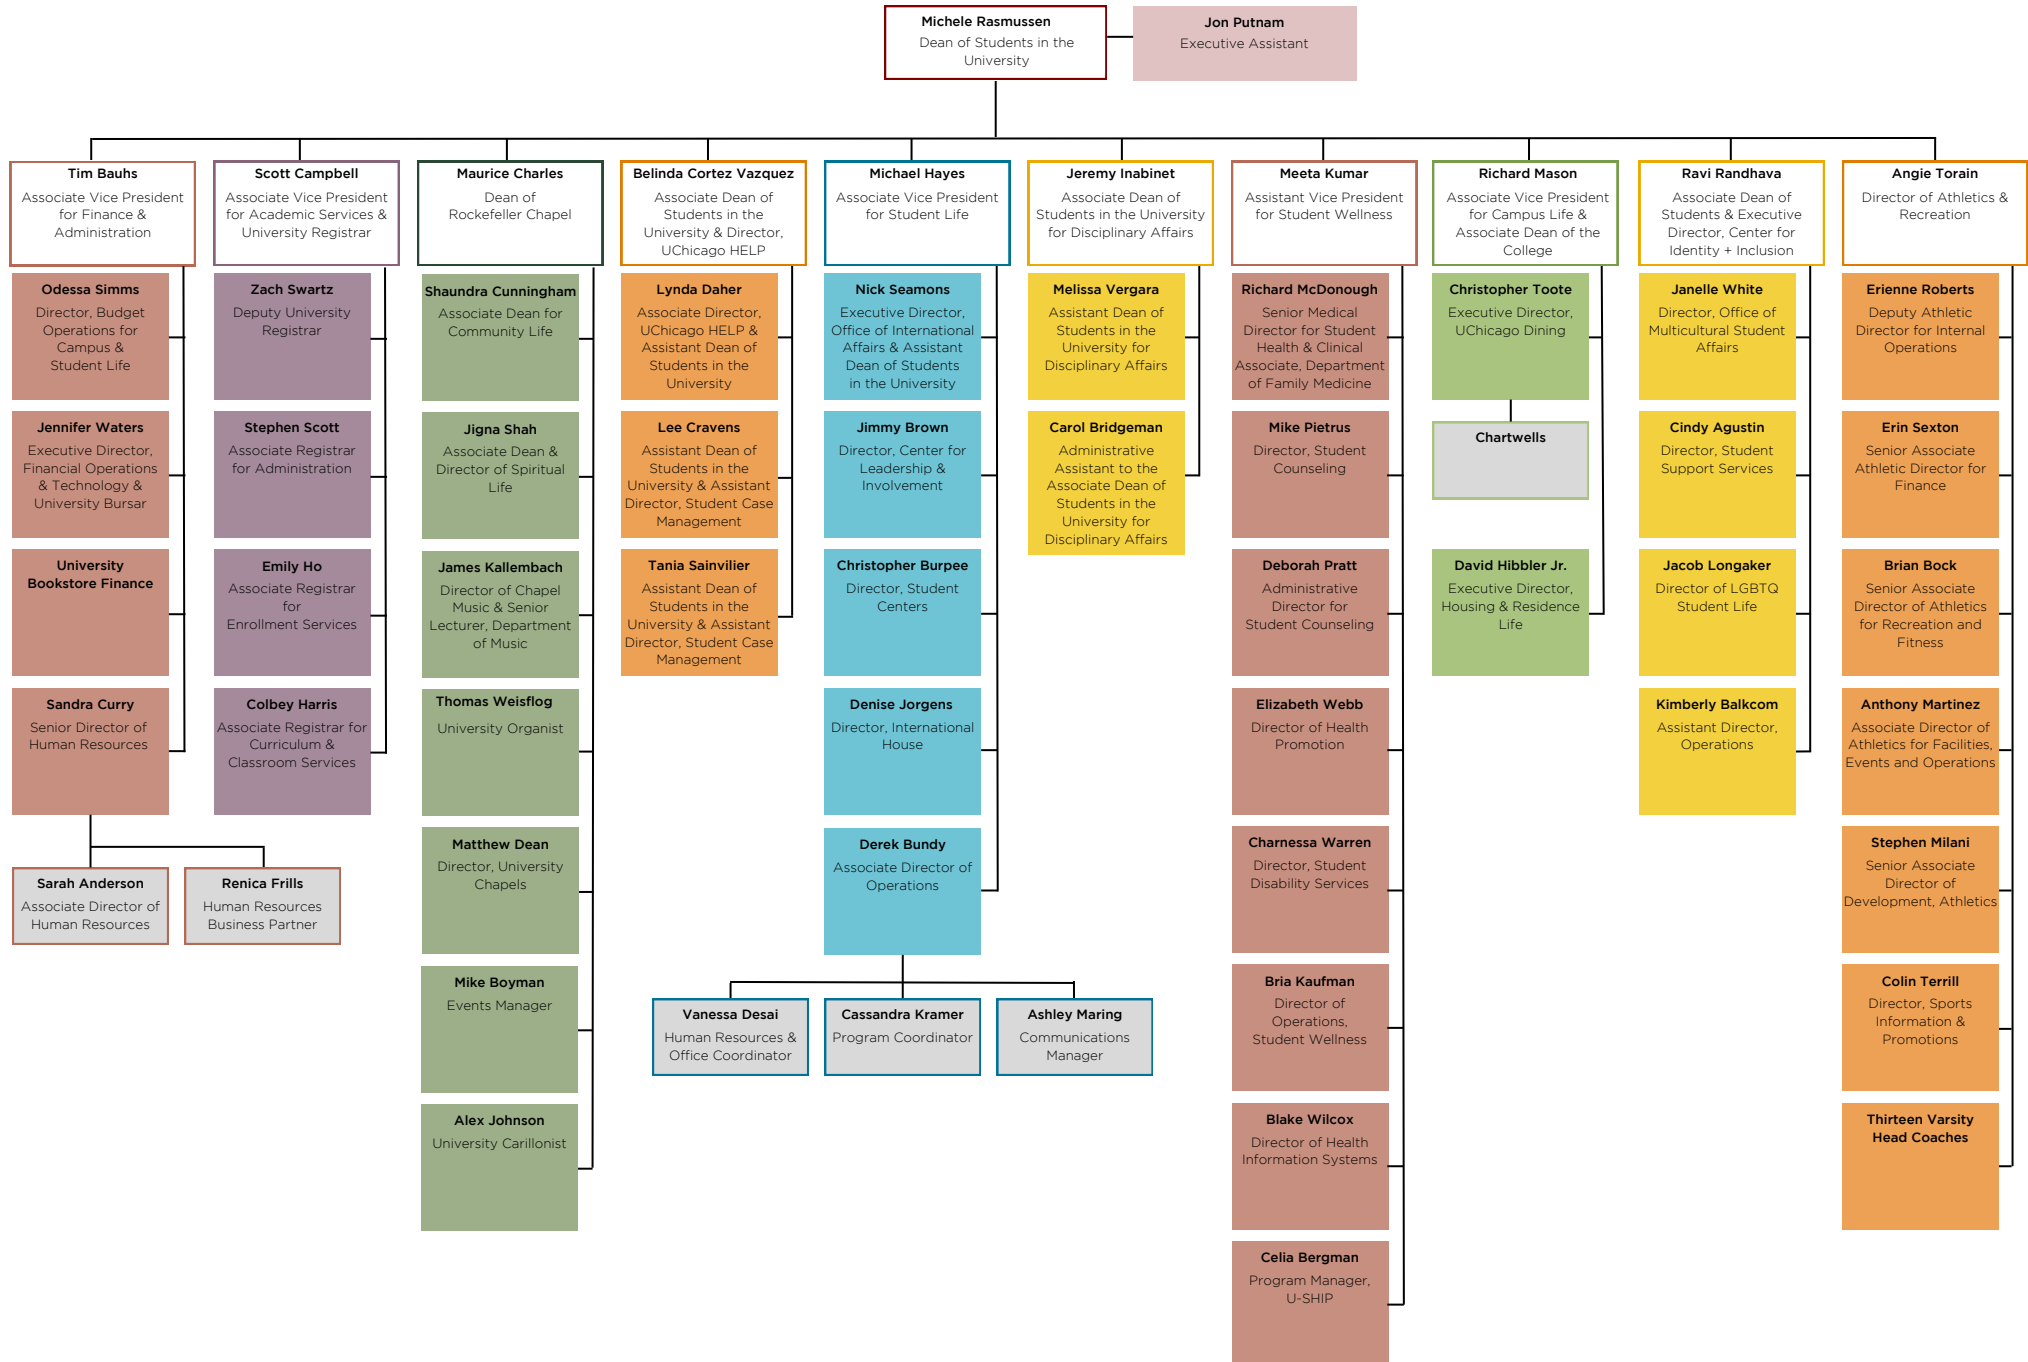 Michele Rasmussen
Dean of Students in the
University
Jon Putnam
Executive Assistant
Tim Bauhs
Associate Vice President
for Finance &
Administration
Odessa Simms
Director, Budget
Operations for
Campus &
Student Life
Jennifer Waters
Executive Director,
Financial Operations
& Technology &
University Bursar
University
Bookstore Finance
Sandra Curry
Senior Director of
Human Resources
Sarah Anderson
Associate Director of
Human Resources
Renica Frills
Human Resources
Business Partner
Scott Campbell
Associate Vice President
for Academic Services &
University Registrar
Zach Swartz
Deputy University
Registrar
Stephen Scott
Associate Registrar
for Administration
Emily Ho
Associate Registrar
for
Enrollment Services
Colbey Harris
Associate Registrar for
Curriculum &
Classroom Services
Maurice Charles
Dean of
Rockefeller Chapel
Shaundra Cunningham
Associate Dean for
Community Life
Jigna Shah
Associate Dean &
Director of Spiritual
Life
James Kallembach
Director of Chapel
Music & Senior
Lecturer, Department
of Music
Thomas Weisflog
University Organist
Matthew Dean
Director, University
Chapels
Mike Boyman
Events Manager
Alex Johnson
University Carillonist
Belinda Cortez Vazquez
Associate Dean of
Students in the
University & Director,
UChicago HELP
Lynda Daher
Associate Director,
UChicago HELP &
Assistant Dean of
Students in the
University
Lee Cravens
Assistant Dean of
Students in the
University & Assistant
Director, Student Case
Management
Tania Sainvilier
Assistant Dean of
Students in the
University & Assistant
Director, Student Case
Management
Michael Hayes
Associate Vice President
for Student Life
Nick Seamons
Executive Director,
Office of International
Affairs & Assistant
Dean of Students
in the University
Jimmy Brown
Director, Center for
Leadership &
Involvement
Christopher Burpee
Director, Student
Centers
Denise Jorgens
Director, International
House
Derek Bundy
Associate Director of
Operations
Vanessa Desai
Human Resources &
Office Coordinator
Cassandra Kramer
Program Coordinator
Ashley Maring
Communications
Manager
Jeremy Inabinet
Associate Dean of
Students in the University
for Disciplinary Affairs
Melissa Vergara
Assistant Dean of
Students in the
University for
Disciplinary Affairs
Carol Bridgeman
Administrative
Assistant to the
Associate Dean of
Students in the
University for
Disciplinary Affairs
Meeta Kumar
Assistant Vice President
for Student Wellness
Richard McDonough
Senior Medical
Director for Student
Health & Clinical
Associate, Department
of Family Medicine
Mike Pietrus
Director, Student
Counseling
Deborah Pratt
Administrative
Director for
Student Counseling
Elizabeth Webb
Director of Health
Promotion
Charnessa Warren
Director, Student
Disability Services
Bria Kaufman
Director of
Operations,
Student Wellness
Blake Wilcox
Director of Health
Information Systems
Celia Bergman
Program Manager,
U-SHIP
Richard Mason
Associate Vice President
for Campus Life &
Associate Dean of the
College
Christopher Toote
Executive Director,
UChicago Dining
Chartwells
David Hibbler Jr.
Executive Director,
Housing & Residence
Life
Ravi Randhava
Associate Dean of
Students & Executive
Director, Center for
Identity + Inclusion
Janelle White
Director, Office of
Multicultural Student
Affairs
Cindy Agustin
Director, Student
Support Services
Jacob Longaker
Director of LGBTQ
Student Life
Kimberly Balkcom
Assistant Director,
Operations
Angie Torain
Director of Athletics &
Recreation
Erienne Roberts
Deputy Athletic
Director for Internal
Operations
Erin Sexton
Senior Associate
Athletic Director for
Finance
Brian Bock
Senior Associate
Director of Athletics
for Recreation and
Fitness
Anthony Martinez
Associate Director of
Athletics for Facilities,
Events and Operations
Stephen Milani
Senior Associate
Director of
Development, Athletics
Colin Terrill
Director, Sports
Information &
Promotions
Thirteen Varsity
Head Coaches